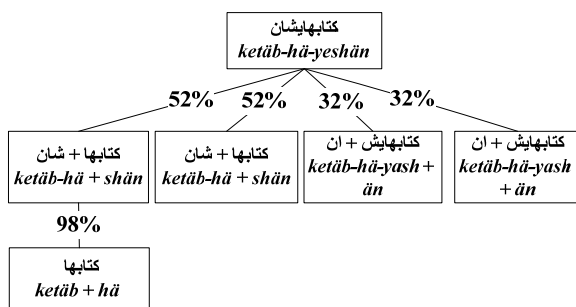 کتابهایشان
ketäb-hä-yeshän
52% 52% 32% 32%
کتابها + شان
ketäb-hä + shän
کتابها + شان
ketäb-hä + shän
کتابهایش + ان
ketäb-hä-yash +
än
کتابهایش + ان
ketäb-hä-yash
+ än
98%
کتابها
ketäb + hä